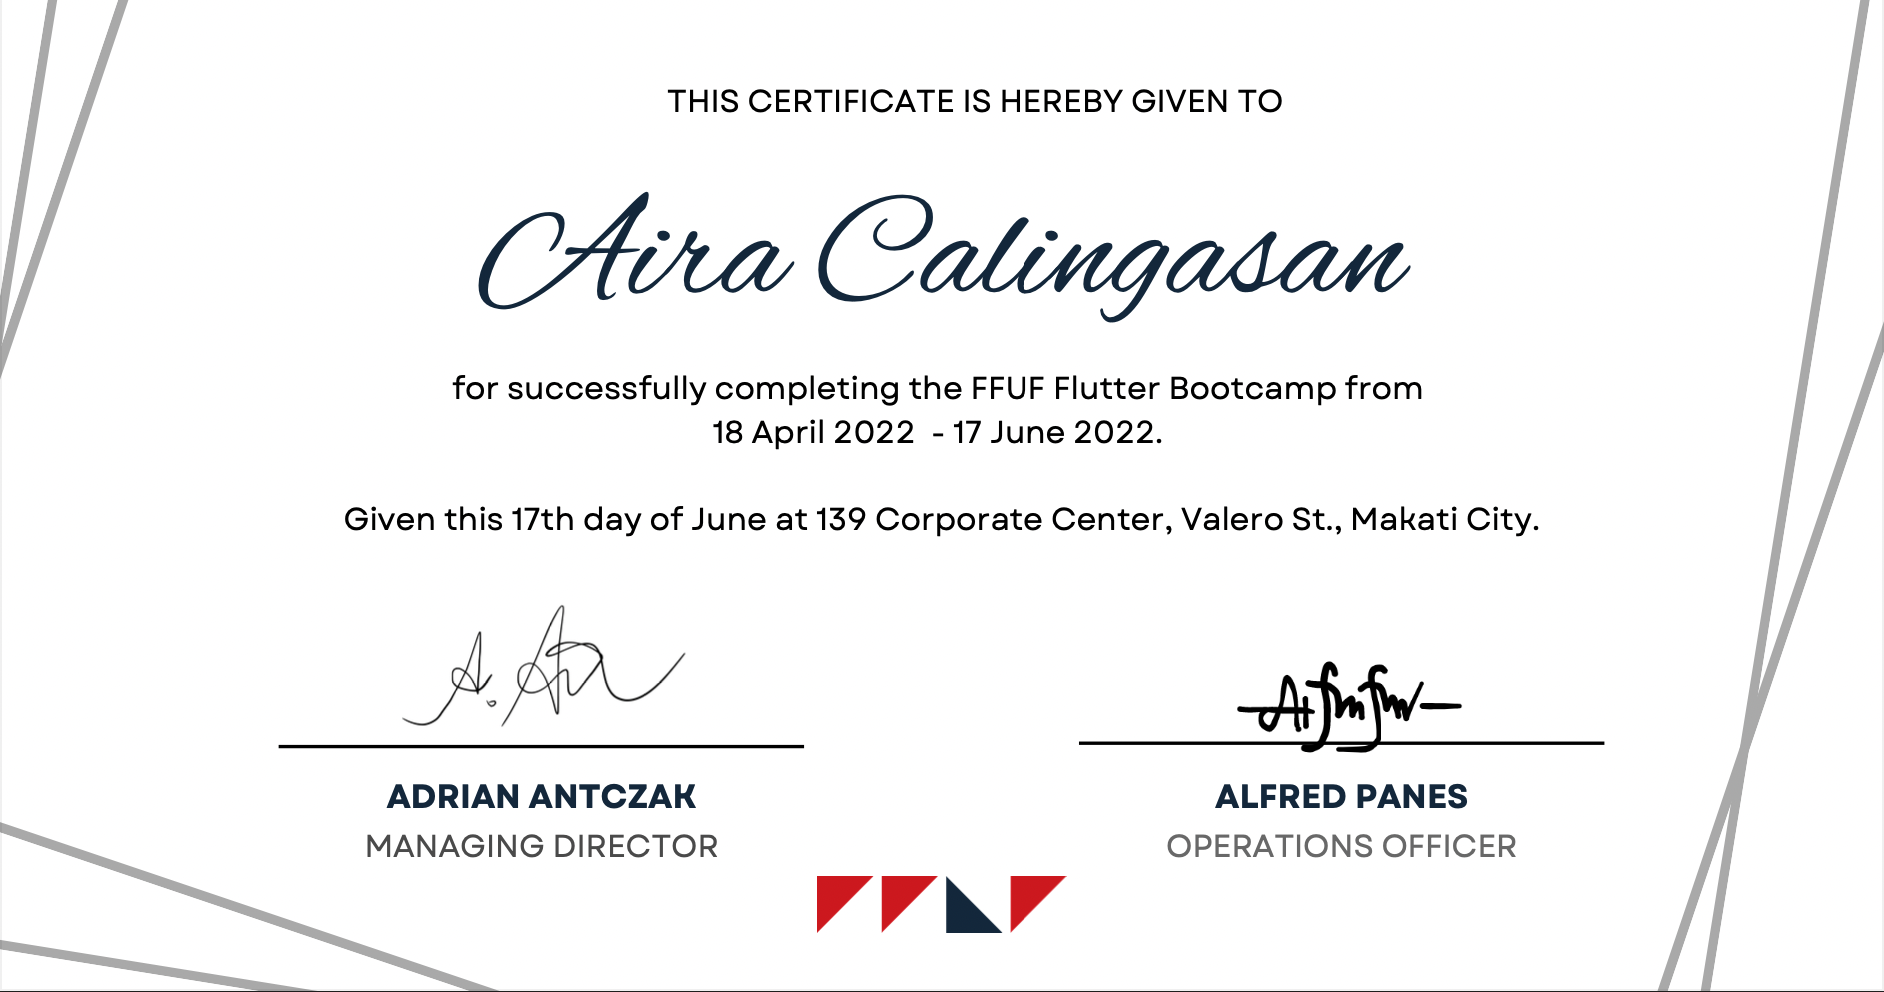 THIS CERTIFICATE IS HEREBY GIVEN TO
Aira Calingasan
for successfully completing the FFUF Flutter Bootcamp from
18 April 2022 - 17 June 2022.
Given this 17th day of June at 139 Corporate Center, Valero St., Makati City.
ADRIAN ANTCZAK
MANAGING DIRECTOR
ALFRED PANES
OPERATIONS OFFICER